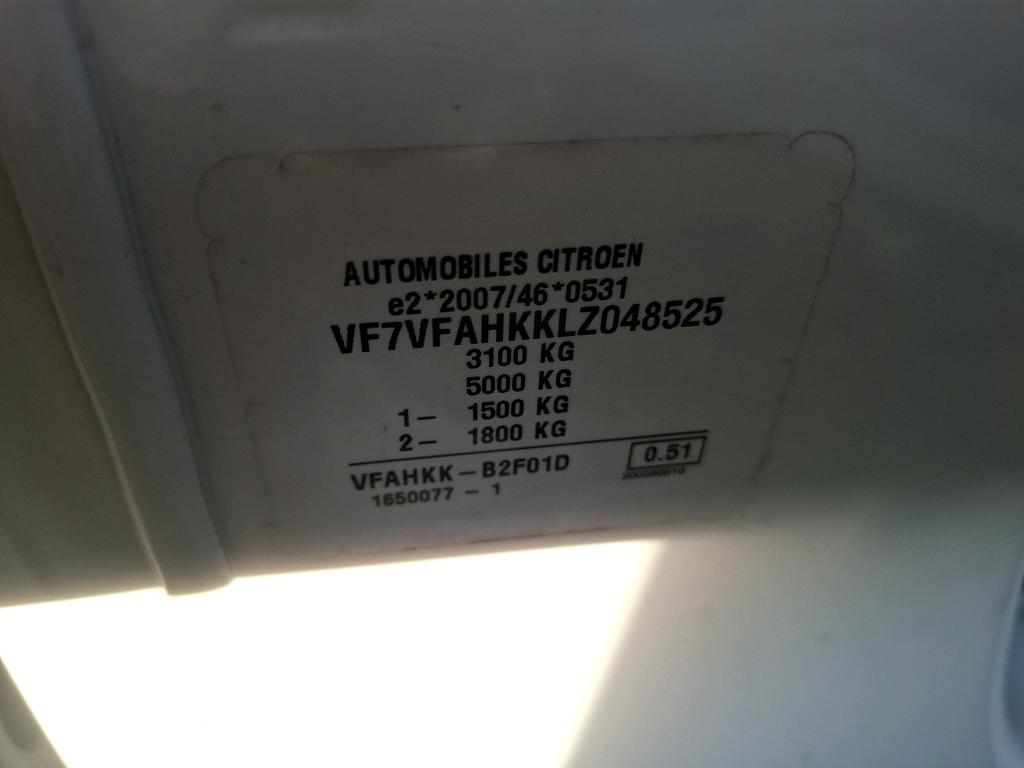 AUTOMOBILES CITROEN
e2*2007/46*0531
VF7VFAHKKLZ048525
3100 KG
5000 KG
1- 1500 KG
2- 1800 KG
VFAHKK-B2F01D 0.51
1650077 - 1